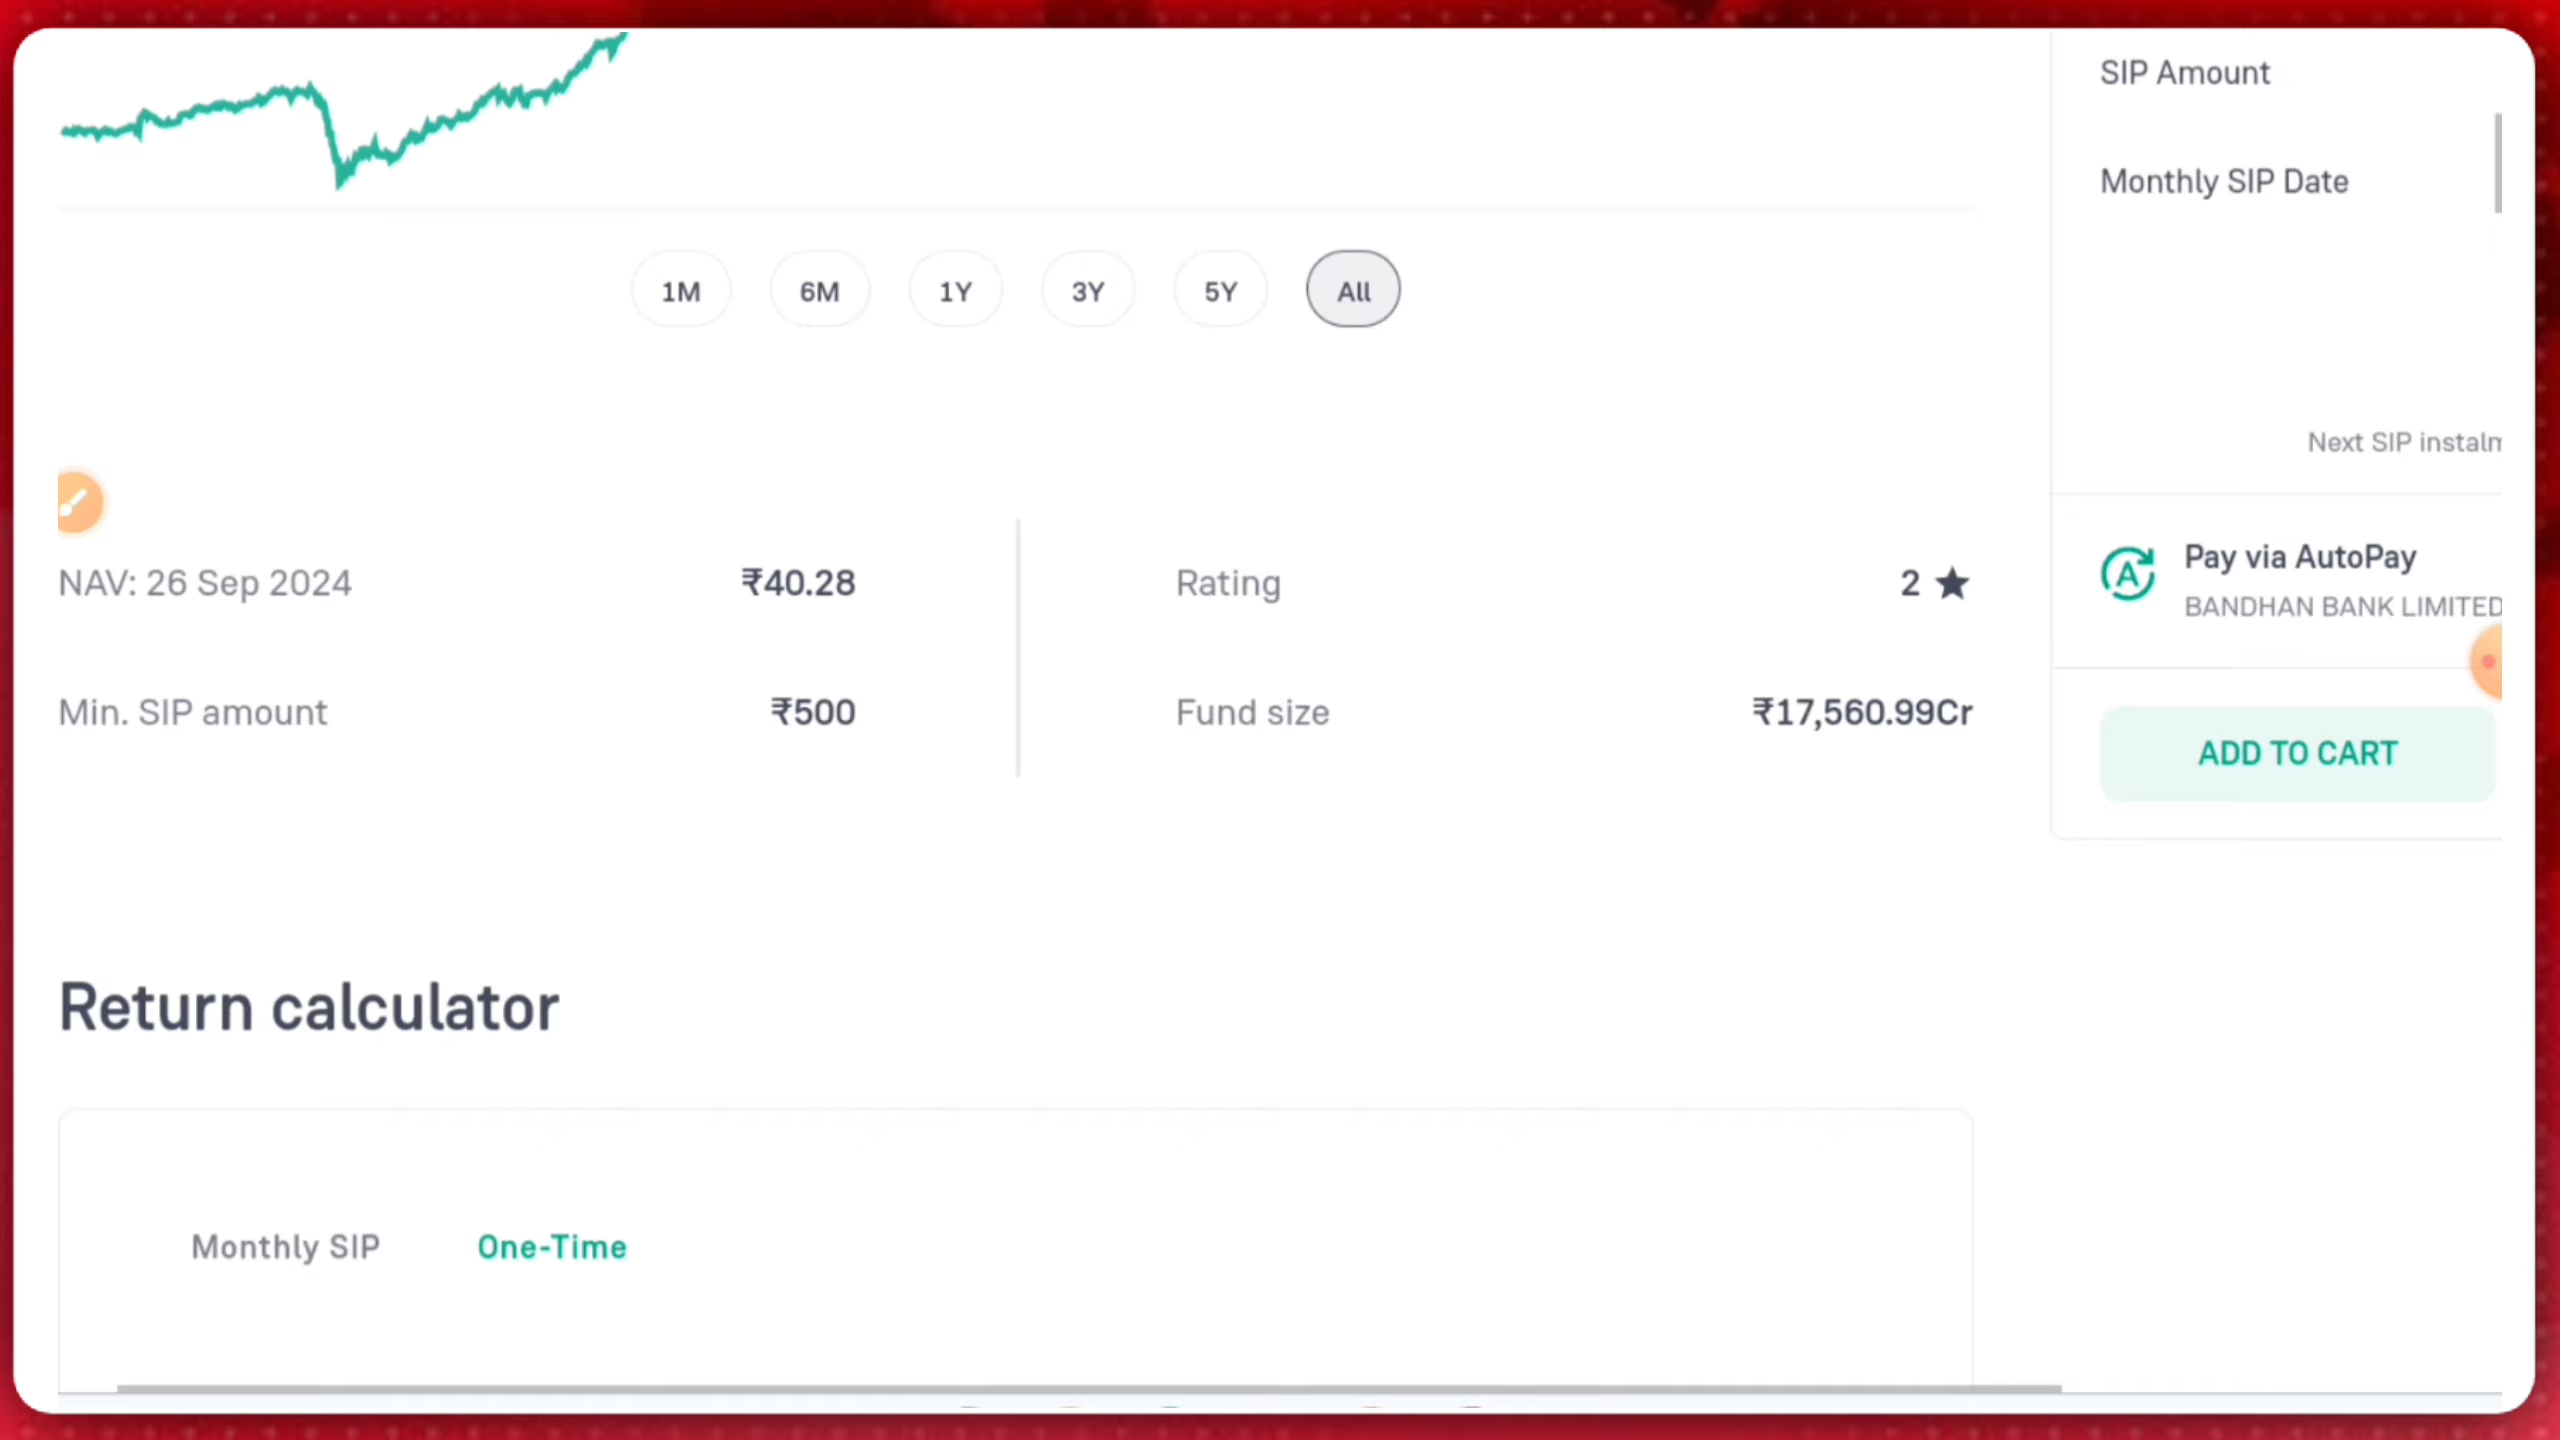 SIP Amount
Monthly SIP Date
1M 6M 1Y 3Y 5Y All
Next SIP
NAV: 26 Sep 2024 ₹40.28
Rating 2 ★
Min. SIP amount ₹500
Fund size ₹17,560.99Cr
Pay via AutoPay
BANDHAN BANK LIMITED
ADD TO CART
Return calculator
Monthly SIP One-Time